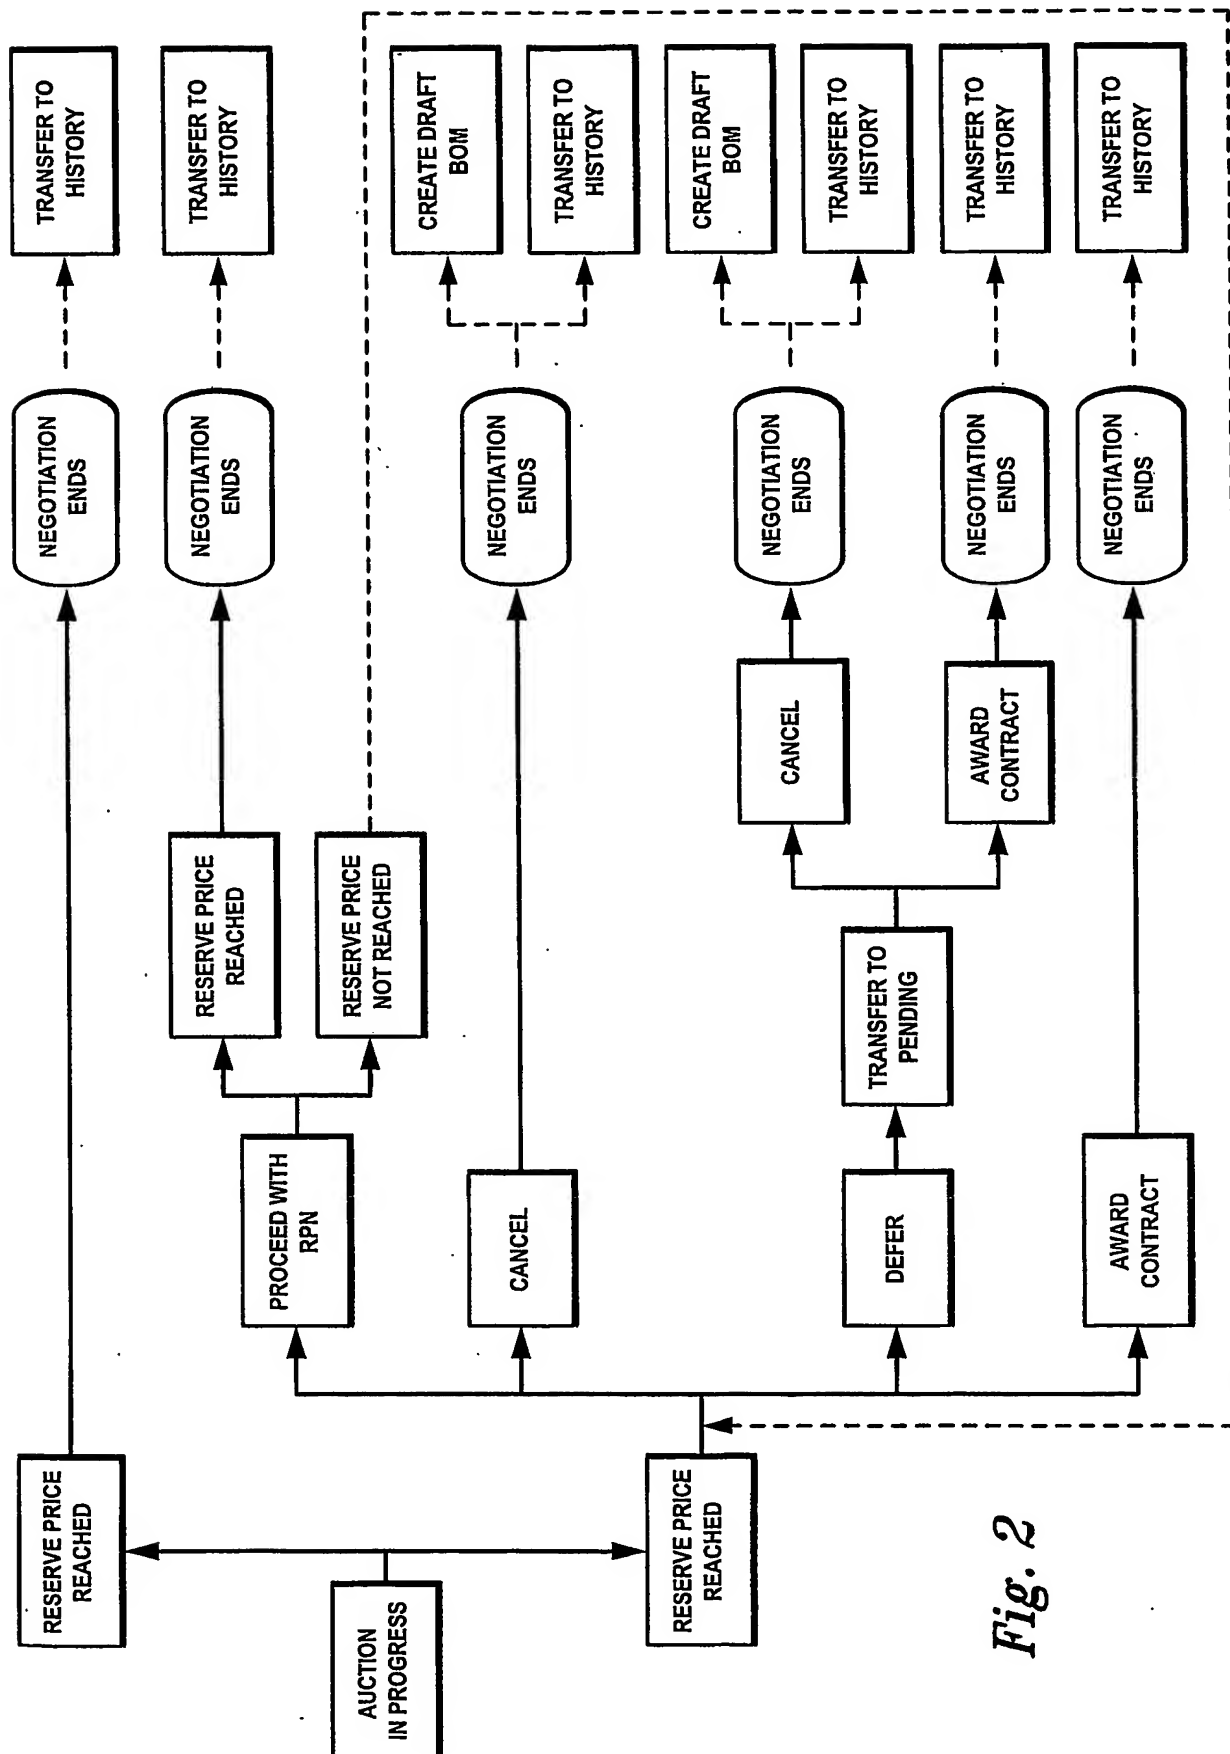 AUCTION
IN PROGRESS
RESERVE PRICE
REACHED
RESERVE PRICE
REACHED
PROCEED WITH
RPN
CANCEL
DEFER
AWARD
CONTRACT
RESERVE PRICE
REACHED
RESERVE PRICE
NOT REACHED
TRANSFER TO
PENDING
CANCEL
AWARD
CONTRACT
NEGOTIATION
ENDS
NEGOTIATION
ENDS
NEGOTIATION
ENDS
NEGOTIATION
ENDS
NEGOTIATION
ENDS
NEGOTIATION
ENDS
TRANSFER TO
HISTORY
TRANSFER TO
HISTORY
CREATE DRAFT
BOM
TRANSFER TO
HISTORY
CREATE DRAFT
BOM
TRANSFER TO
HISTORY
TRANSFER TO
HISTORY
TRANSFER TO
HISTORY
Fig. 2